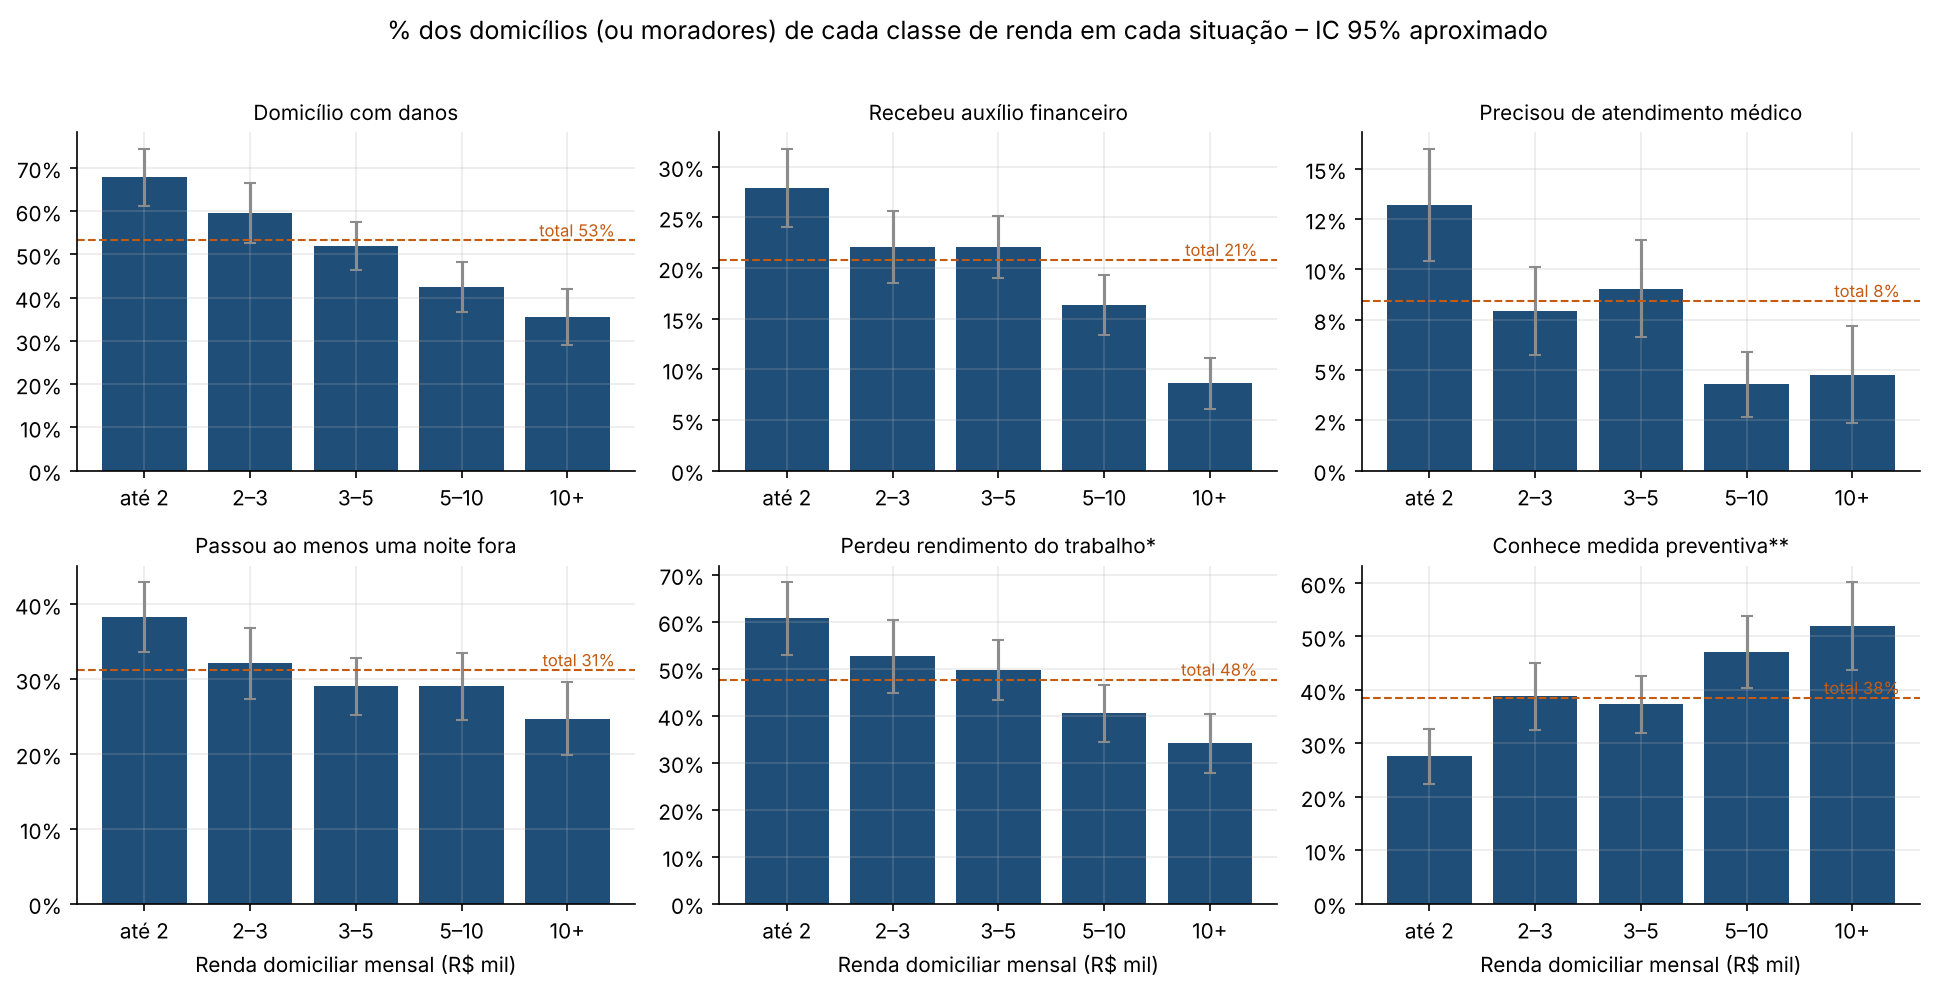 % dos domicílios (ou moradores) de cada classe de renda em cada situação – IC 95% aproximado
Domicílio com danos
70%
60%
50%
40%
30%
20%
10%
0%
total 53%
até 2 2–3 3–5 5–10 10+
Recebeu auxílio financeiro
30%
25%
20%
15%
10%
5%
0%
total 21%
até 2 2–3 3–5 5–10 10+
Precisou de atendimento médico
15%
12%
10%
8%
5%
2%
0%
total 8%
até 2 2–3 3–5 5–10 10+
Passou ao menos uma noite fora
40%
30%
20%
10%
0%
total 31%
até 2 2–3 3–5 5–10 10+
Renda domiciliar mensal (R$ mil)
Perdeu rendimento do trabalho*
70%
60%
50%
40%
30%
20%
10%
0%
total 48%
até 2 2–3 3–5 5–10 10+
Renda domiciliar mensal (R$ mil)
Conhece medida preventiva**
60%
50%
40%
30%
20%
10%
0%
total 38%
até 2 2–3 3–5 5–10 10+
Renda domiciliar mensal (R$ mil)